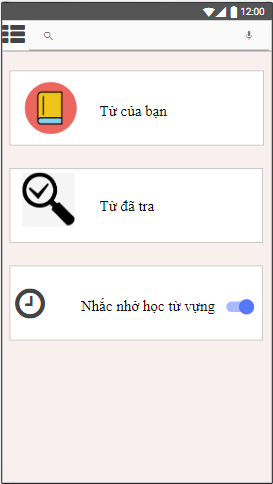 12:00
Từ của bạn
Từ đã tra
Nhắc nhở học từ vựng